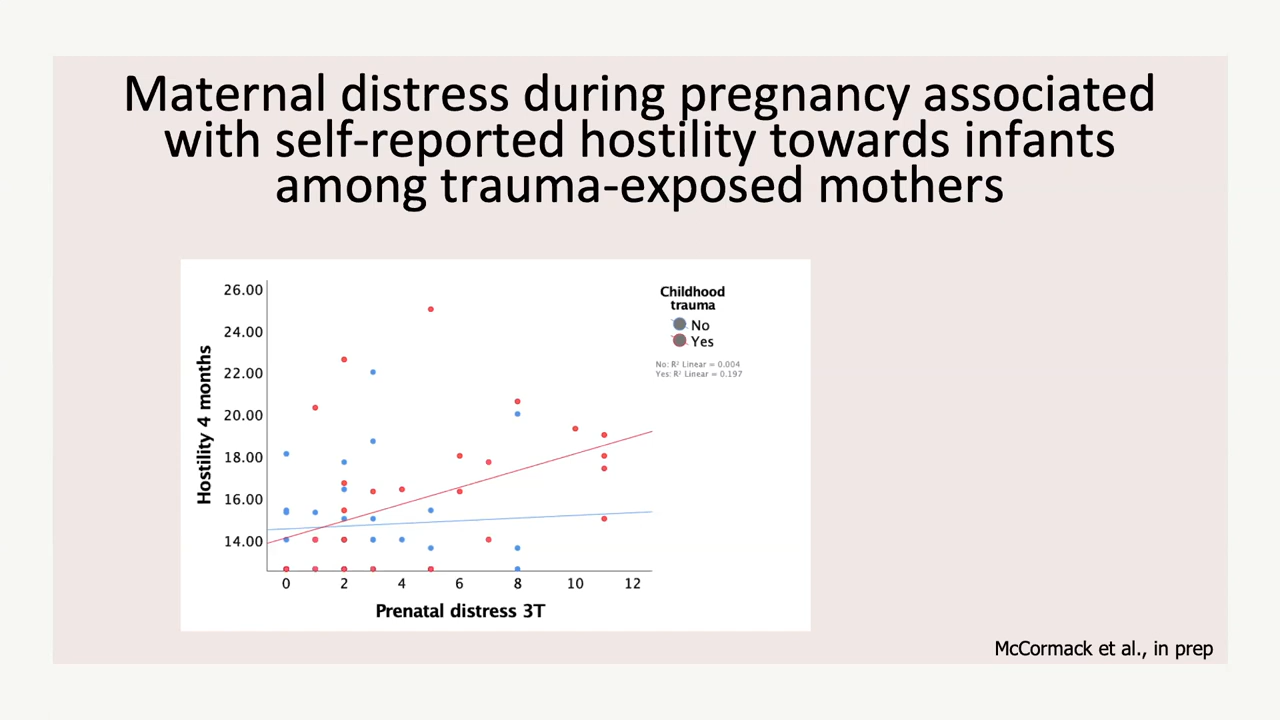 Maternal distress during pregnancy associated
with self-reported hostility towards infants
among trauma-exposed mothers
26.00
24.00
22.00
20.00
18.00
16.00
14.00
Hostility 4 months
0 2 4 6 8 10 12
Prenatal distress 3T
Childhood
trauma
No
Yes
No: R² Linear = 0.004
Yes: R² Linear = 0.197
McCormack et al., in prep